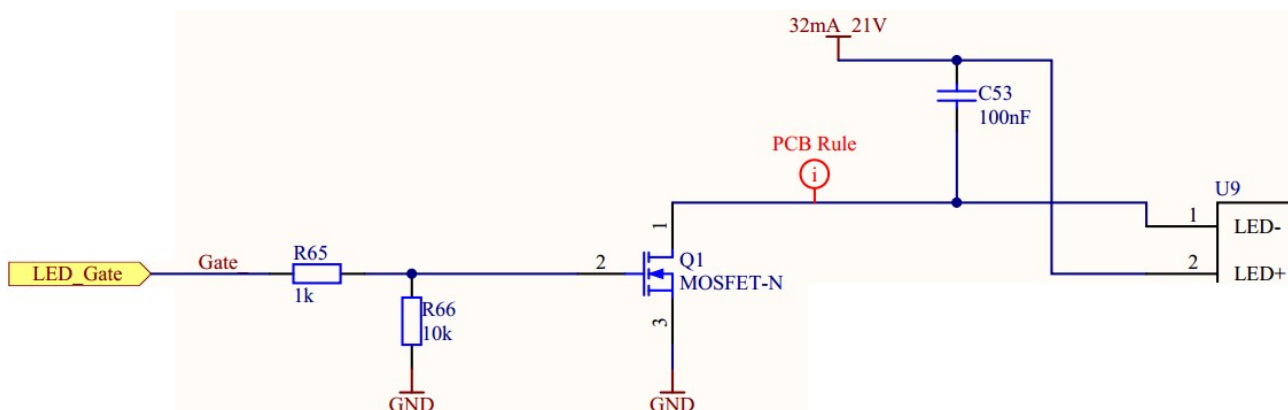 32mA_21V
C53
100nF
PCB Rule
i
U9
1
LED-
2
LED+
1
LED_Gate
Gate
R65
1k
2
Q1
MOSFET-N
R66
10k
3
GND
GND